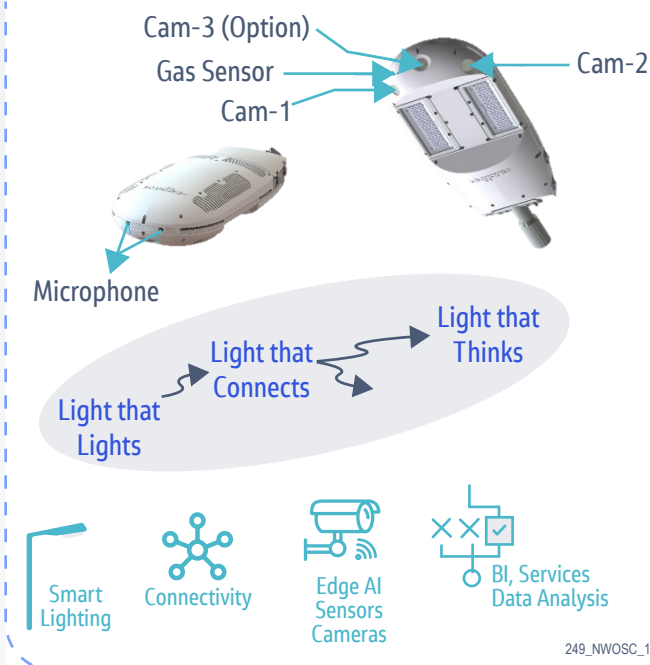 Cam-3 (Option)
Gas Sensor
Cam-2
Cam-1
Microphone
Light that
Thinks
Light that
Connects
Light that
Lights
Smart
Lighting
Connectivity
Edge AI
Sensors
Cameras
BI, Services
Data Analysis
249_NWOSC_1